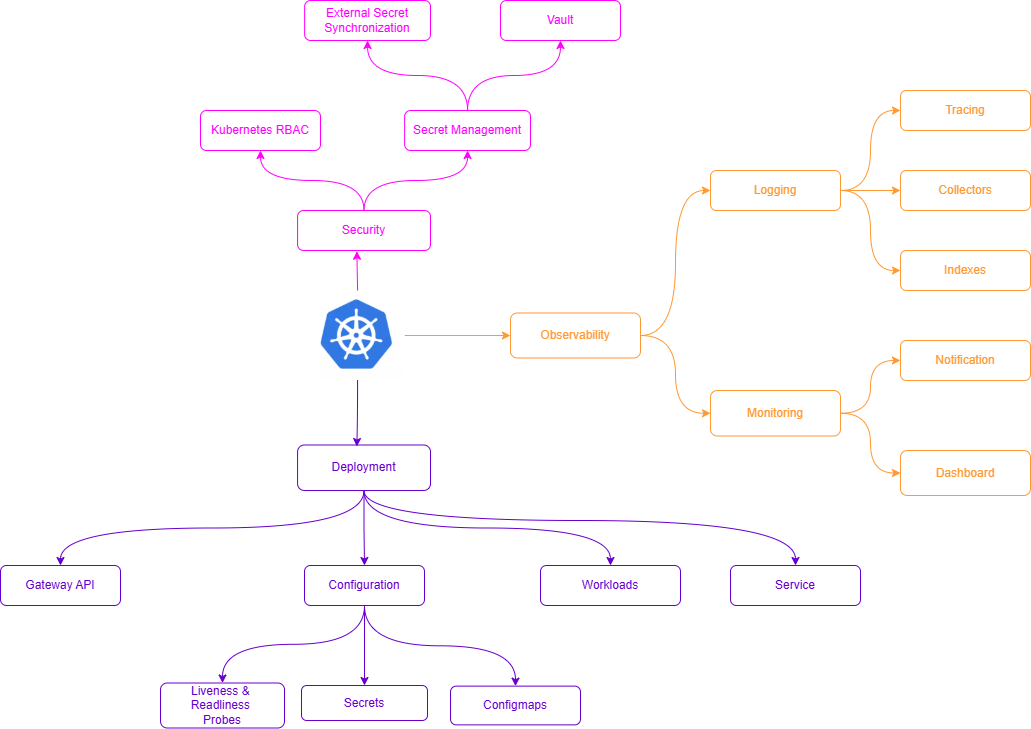 External Secret
Synchronization
Vault
Kubernetes RBAC
Secret Management
Security
Tracing
Logging
Collectors
Indexes
Observability
Notification
Monitoring
Dashboard
Deployment
Gateway API
Configuration
Workloads
Service
Liveness &
Readliness
Probes
Secrets
Configmaps